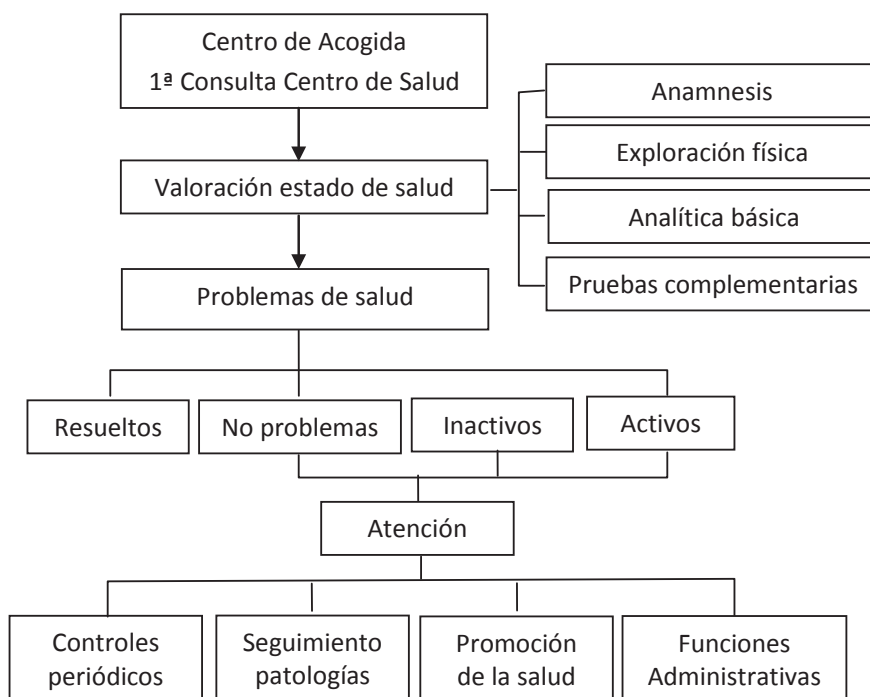 Centro de Acogida
1ª Consulta Centro de Salud
Anamnesis
Exploración física
Valoración estado de salud
Analítica básica
Pruebas complementarias
Problemas de salud
Resueltos
No problemas
Inactivos
Activos
Atención
Controles
periódicos
Seguimiento
patologías
Promoción
de la salud
Funciones
Administrativas